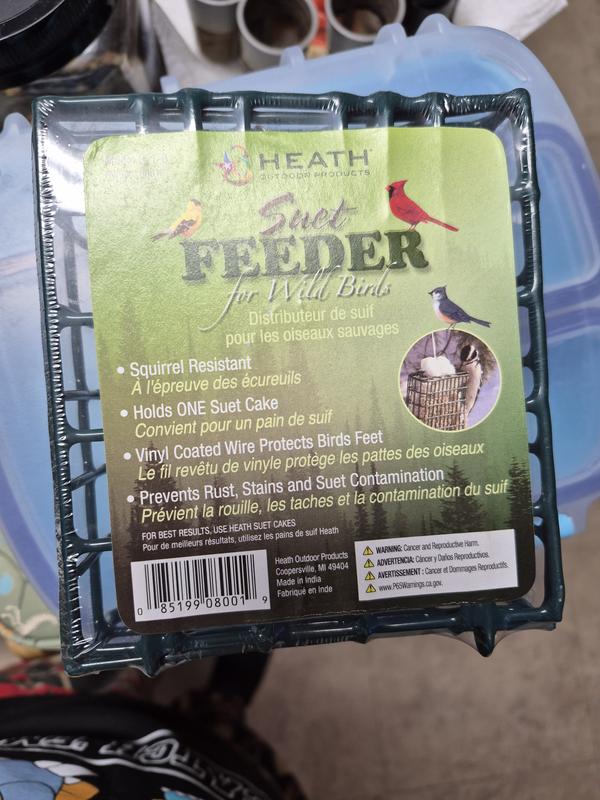 HEATH
OUTDOOR PRODUCTS
Suet
FEEDER
for Wild Birds
Distributeur de suif
pour les oiseaux sauvages
• Squirrel Resistant
À l'épreuve des écureuils
• Holds ONE Suet Cake
Convient pour un pain de suif
• Vinyl Coated Wire Protects Birds Feet
Le fil revêtu de vinyle protège les pattes des oiseaux
• Prevents Rust, Stains and Suet Contamination
Prévient la rouille, les taches et la contamination du suif
FOR BEST RESULTS, USE HEATH SUET CAKES
Pour de meilleurs résultats, utilisez les pains de suif Heath
0 85199 08001 9
Heath Outdoor Products
Coopersville, MI 49404
Made in India
Fabriqué en Inde
WARNING: Cancer and Reproductive Harm.
ADVERTENCIA: Cáncer y Daños Reproductivos.
AVERTISSEMENT : Cancer et Dommages Reproductifs.
www.P65Warnings.ca.gov.